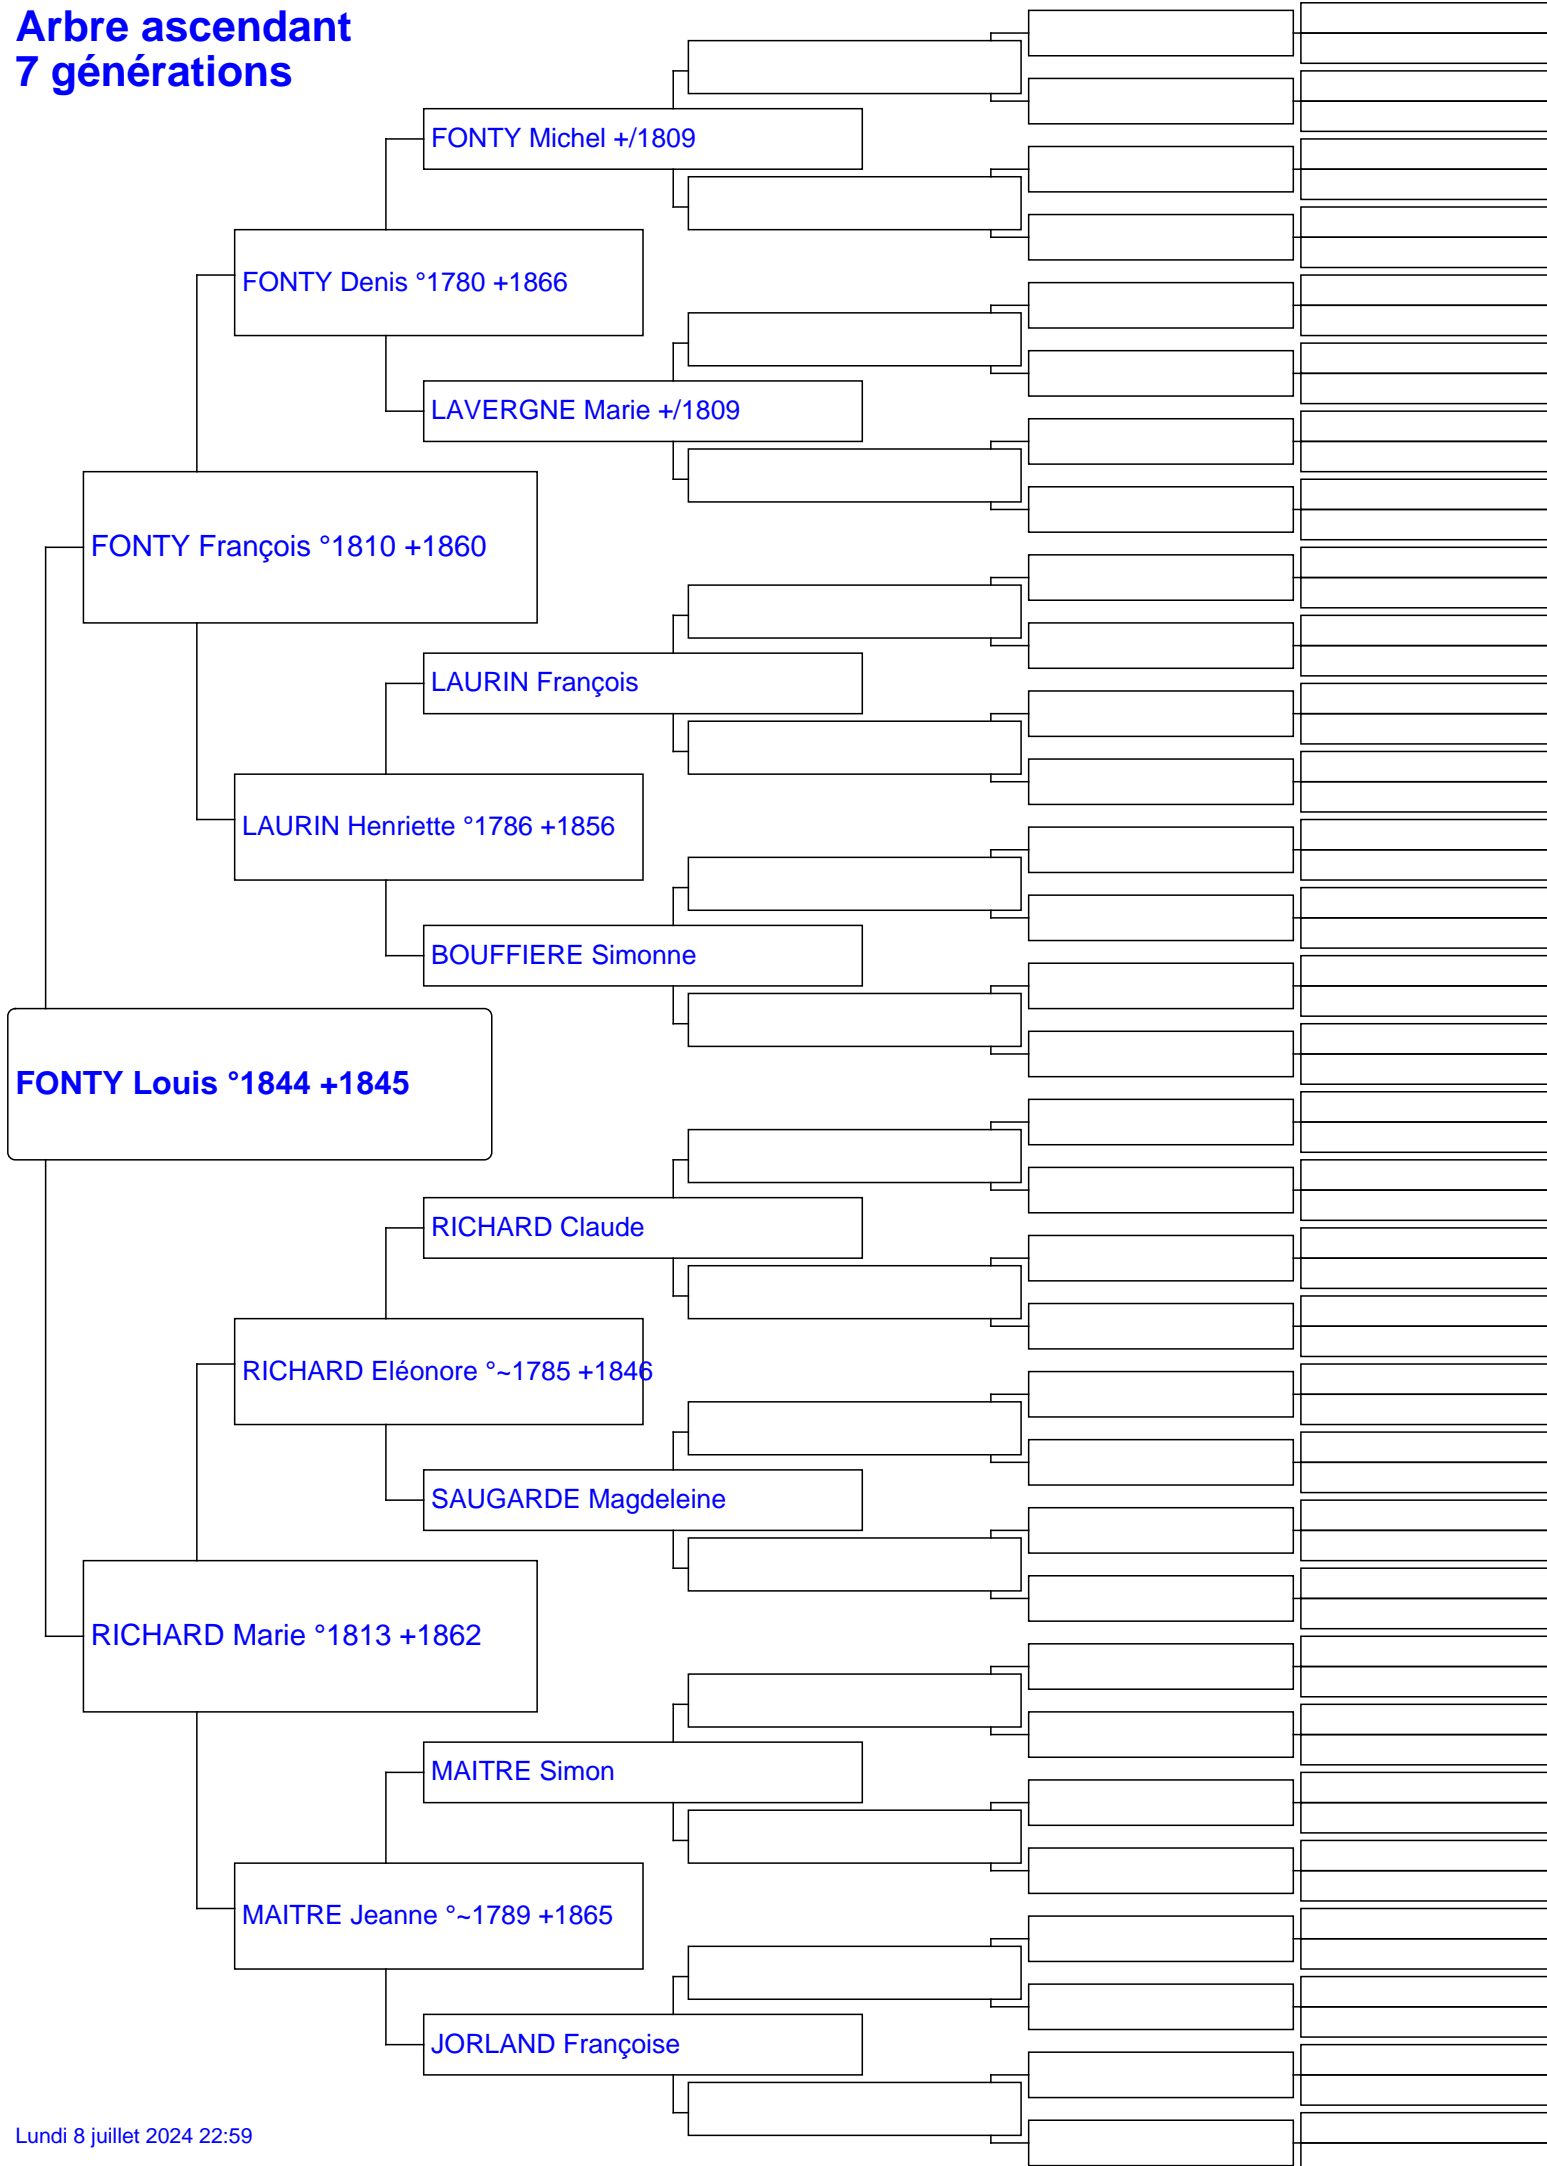 Arbre ascendant
7 générations
FONTY Michel +/1809
FONTY Denis °1780 +1866
LAVERGNE Marie +/1809
FONTY François °1810 +1860
LAURIN François
LAURIN Henriette °1786 +1856
BOUFFIERE Simonne
FONTY Louis °1844 +1845
RICHARD Claude
RICHARD Eléonore °~1785 +1846
SAUGARDE Magdeleine
RICHARD Marie °1813 +1862
MAITRE Simon
MAITRE Jeanne °~1789 +1865
JORLAND Françoise
Lundi 8 juillet 2024 22:59